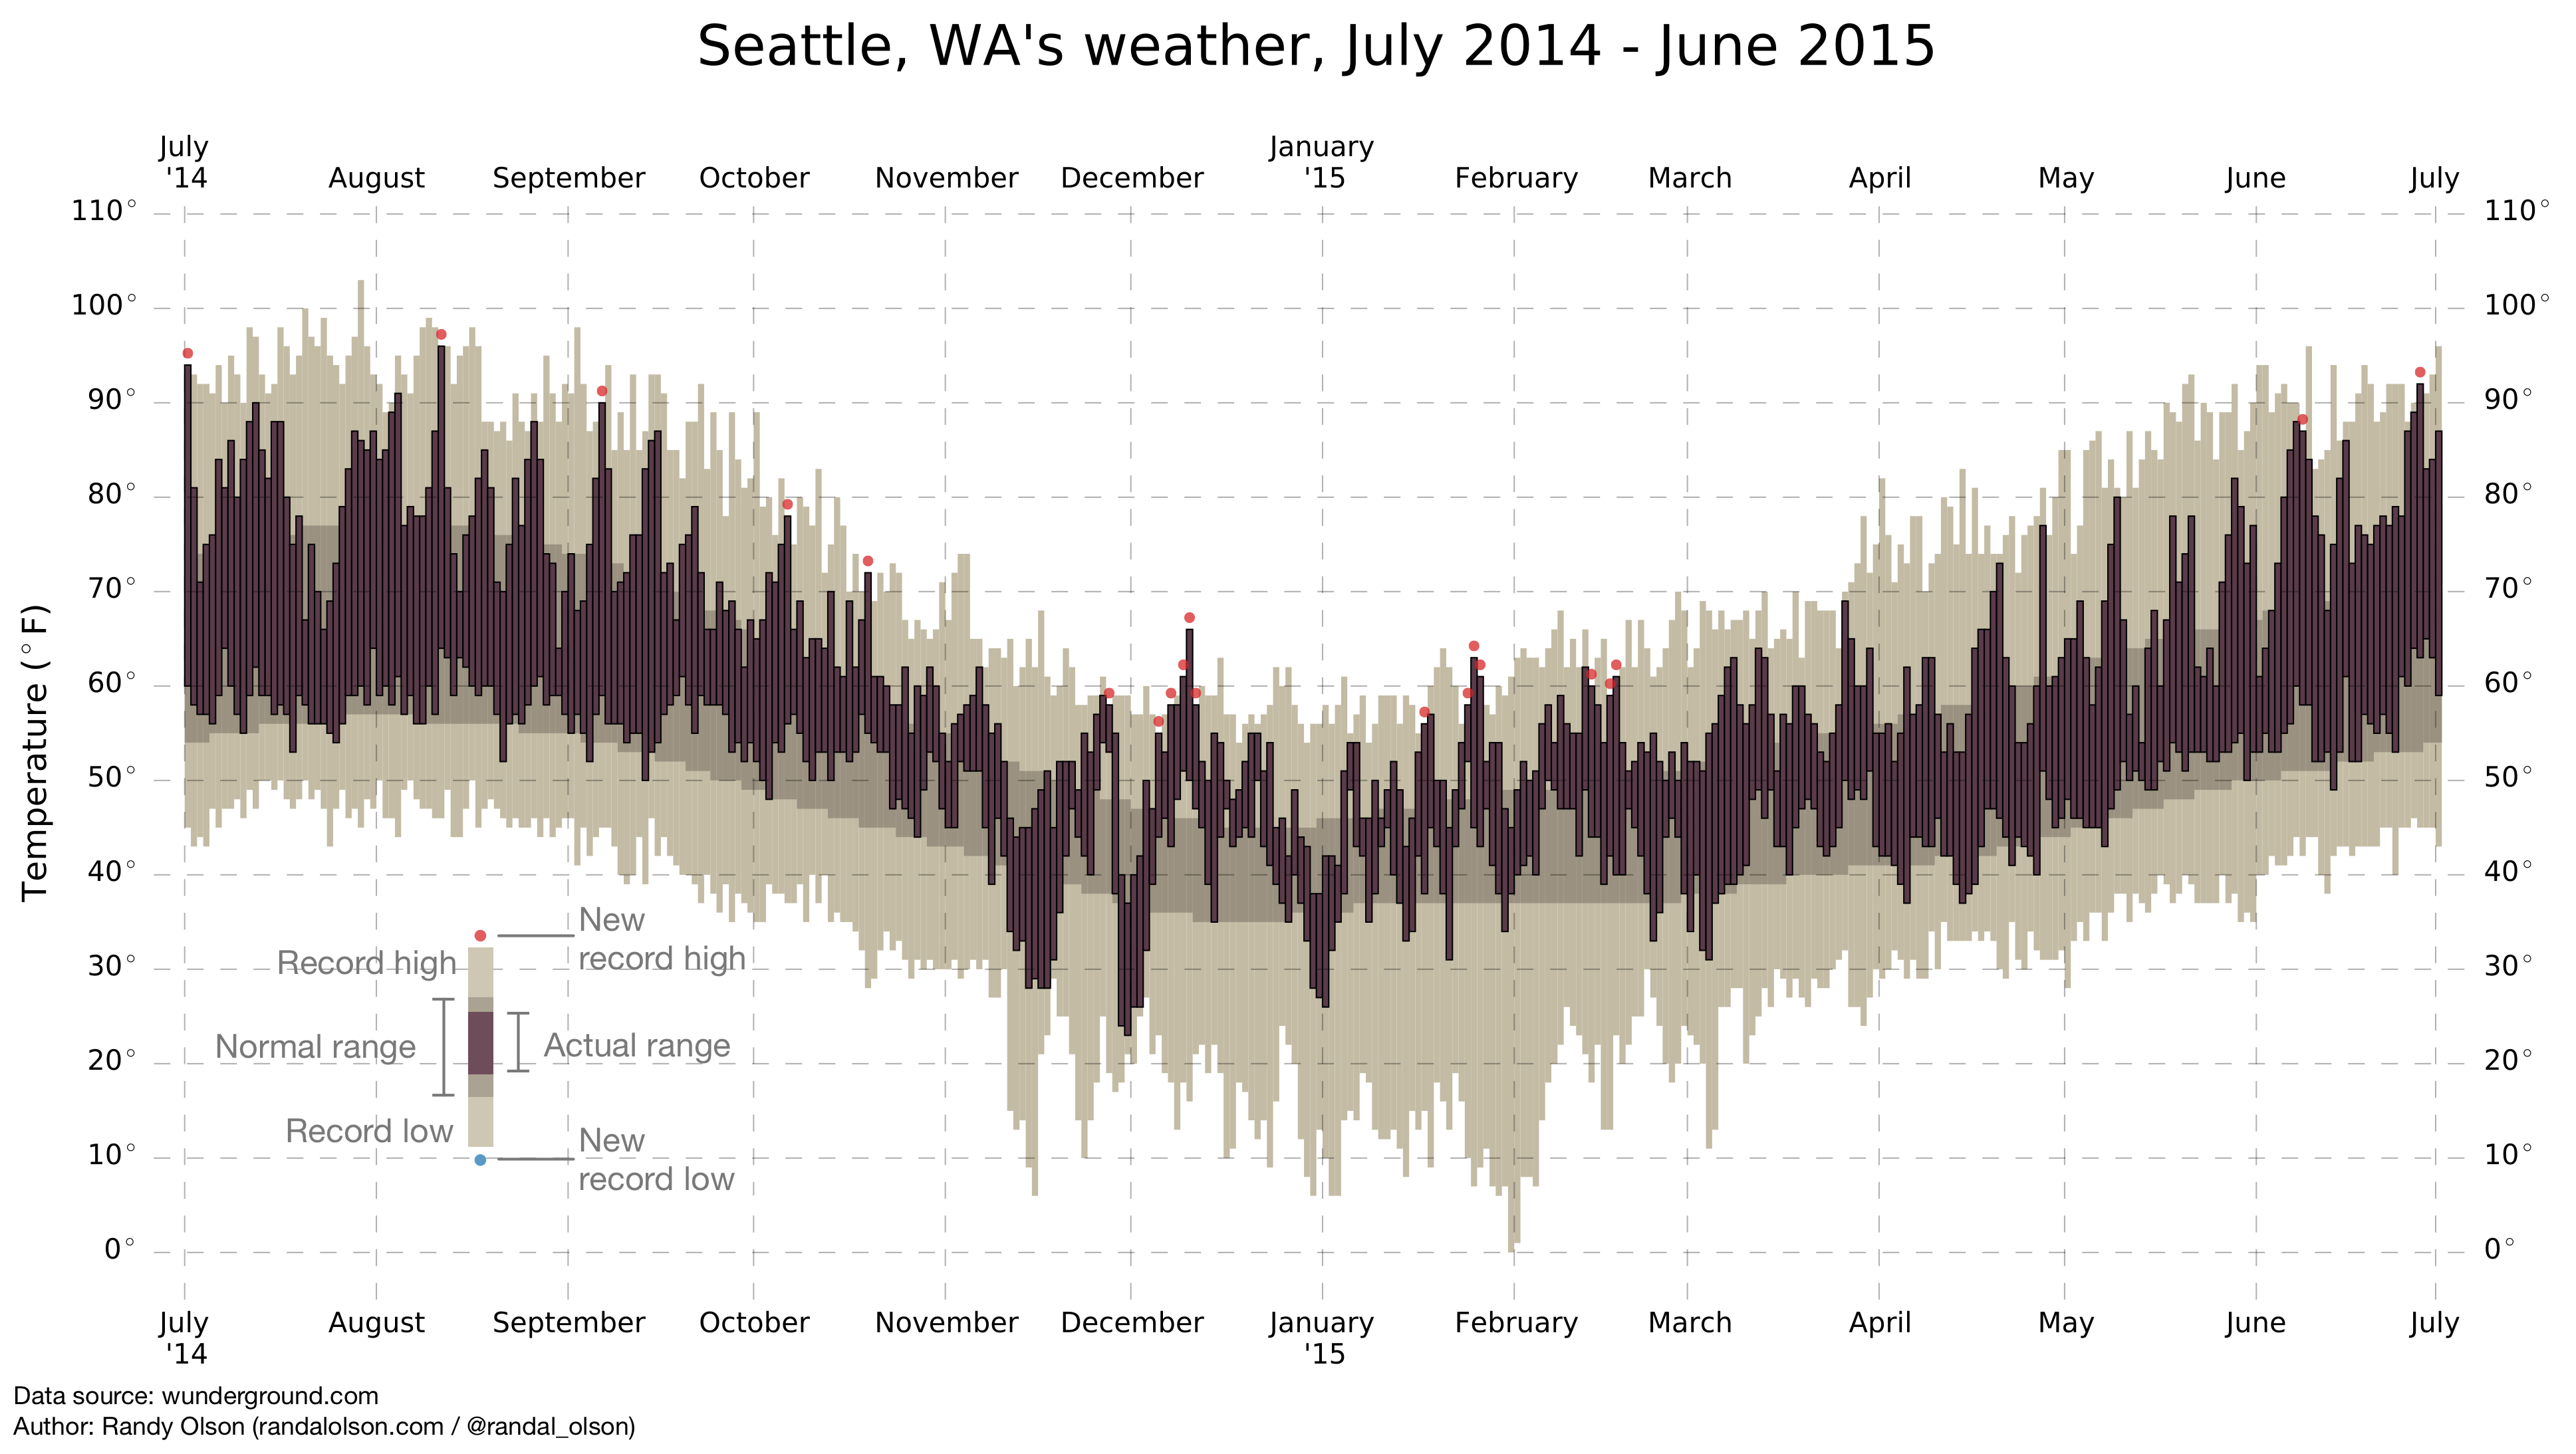 Seattle, WA's weather, July 2014 - June 2015
July
'14
August
September
October
November
December
January
'15
February
March
April
May
June
July
110°
110°
100°
100°
90°
90°
80°
80°
70°
70°
60°
60°
50°
50°
40°
40°
30°
30°
20°
20°
10°
10°
0°
0°
Temperature (°F)
New
record high
Record high
Normal range
Actual range
Record low
New
record low
July
'14
August
September
October
November
December
January
'15
February
March
April
May
June
July
Data source: wunderground.com
Author: Randy Olson (randalolson.com / @randal_olson)